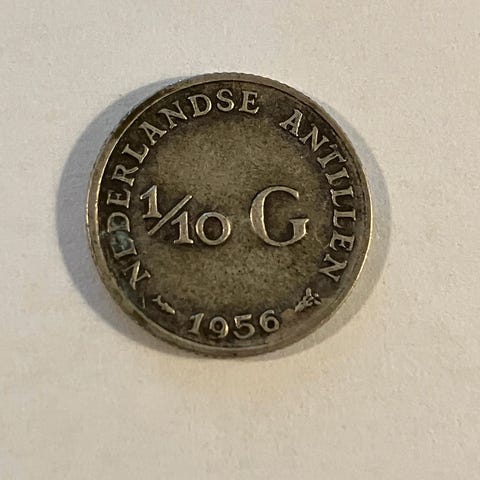 NEDERLANDSE ANTILLEN
1/10 G
1956